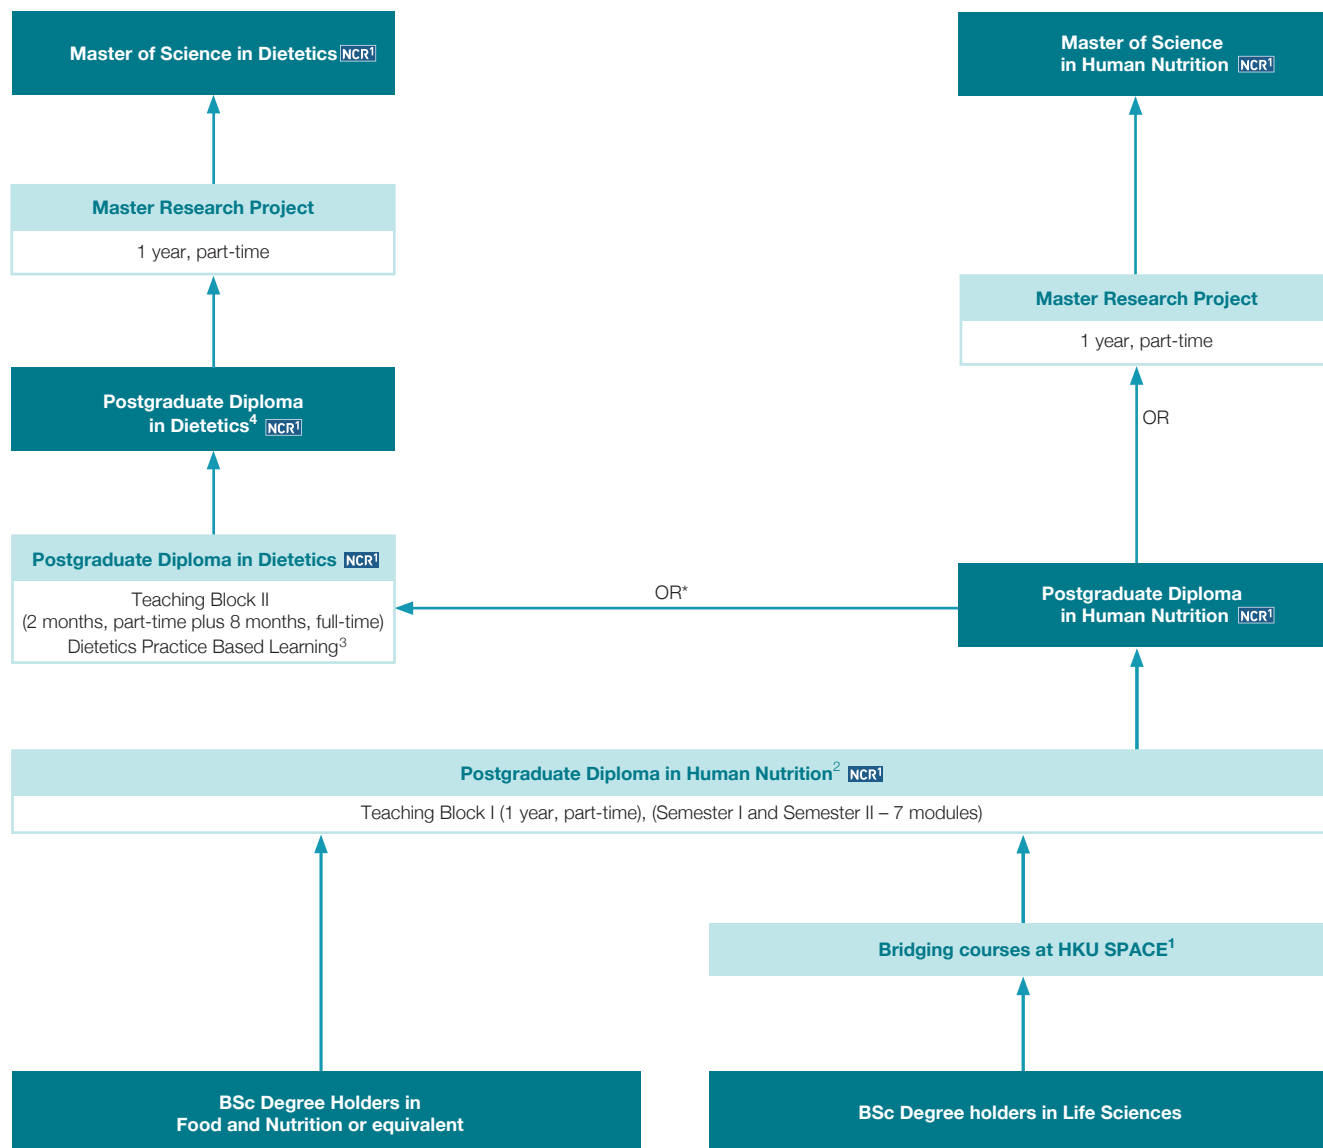 Master of Science in Dietetics NCR¹
Master of Science
in Human Nutrition NCR¹
Master Research Project
1 year, part-time
Master Research Project
1 year, part-time
Postgraduate Diploma
in Dietetics⁴ NCR¹
OR
Postgraduate Diploma in Dietetics NCR¹
Teaching Block II
(2 months, part-time plus 8 months, full-time)
Dietetics Practice Based Learning³
OR*
Postgraduate Diploma
in Human Nutrition NCR¹
Postgraduate Diploma in Human Nutrition² NCR¹
Teaching Block I (1 year, part-time), (Semester I and Semester II – 7 modules)
Bridging courses at HKU SPACE¹
BSc Degree Holders in
Food and Nutrition or equivalent
BSc Degree holders in Life Sciences